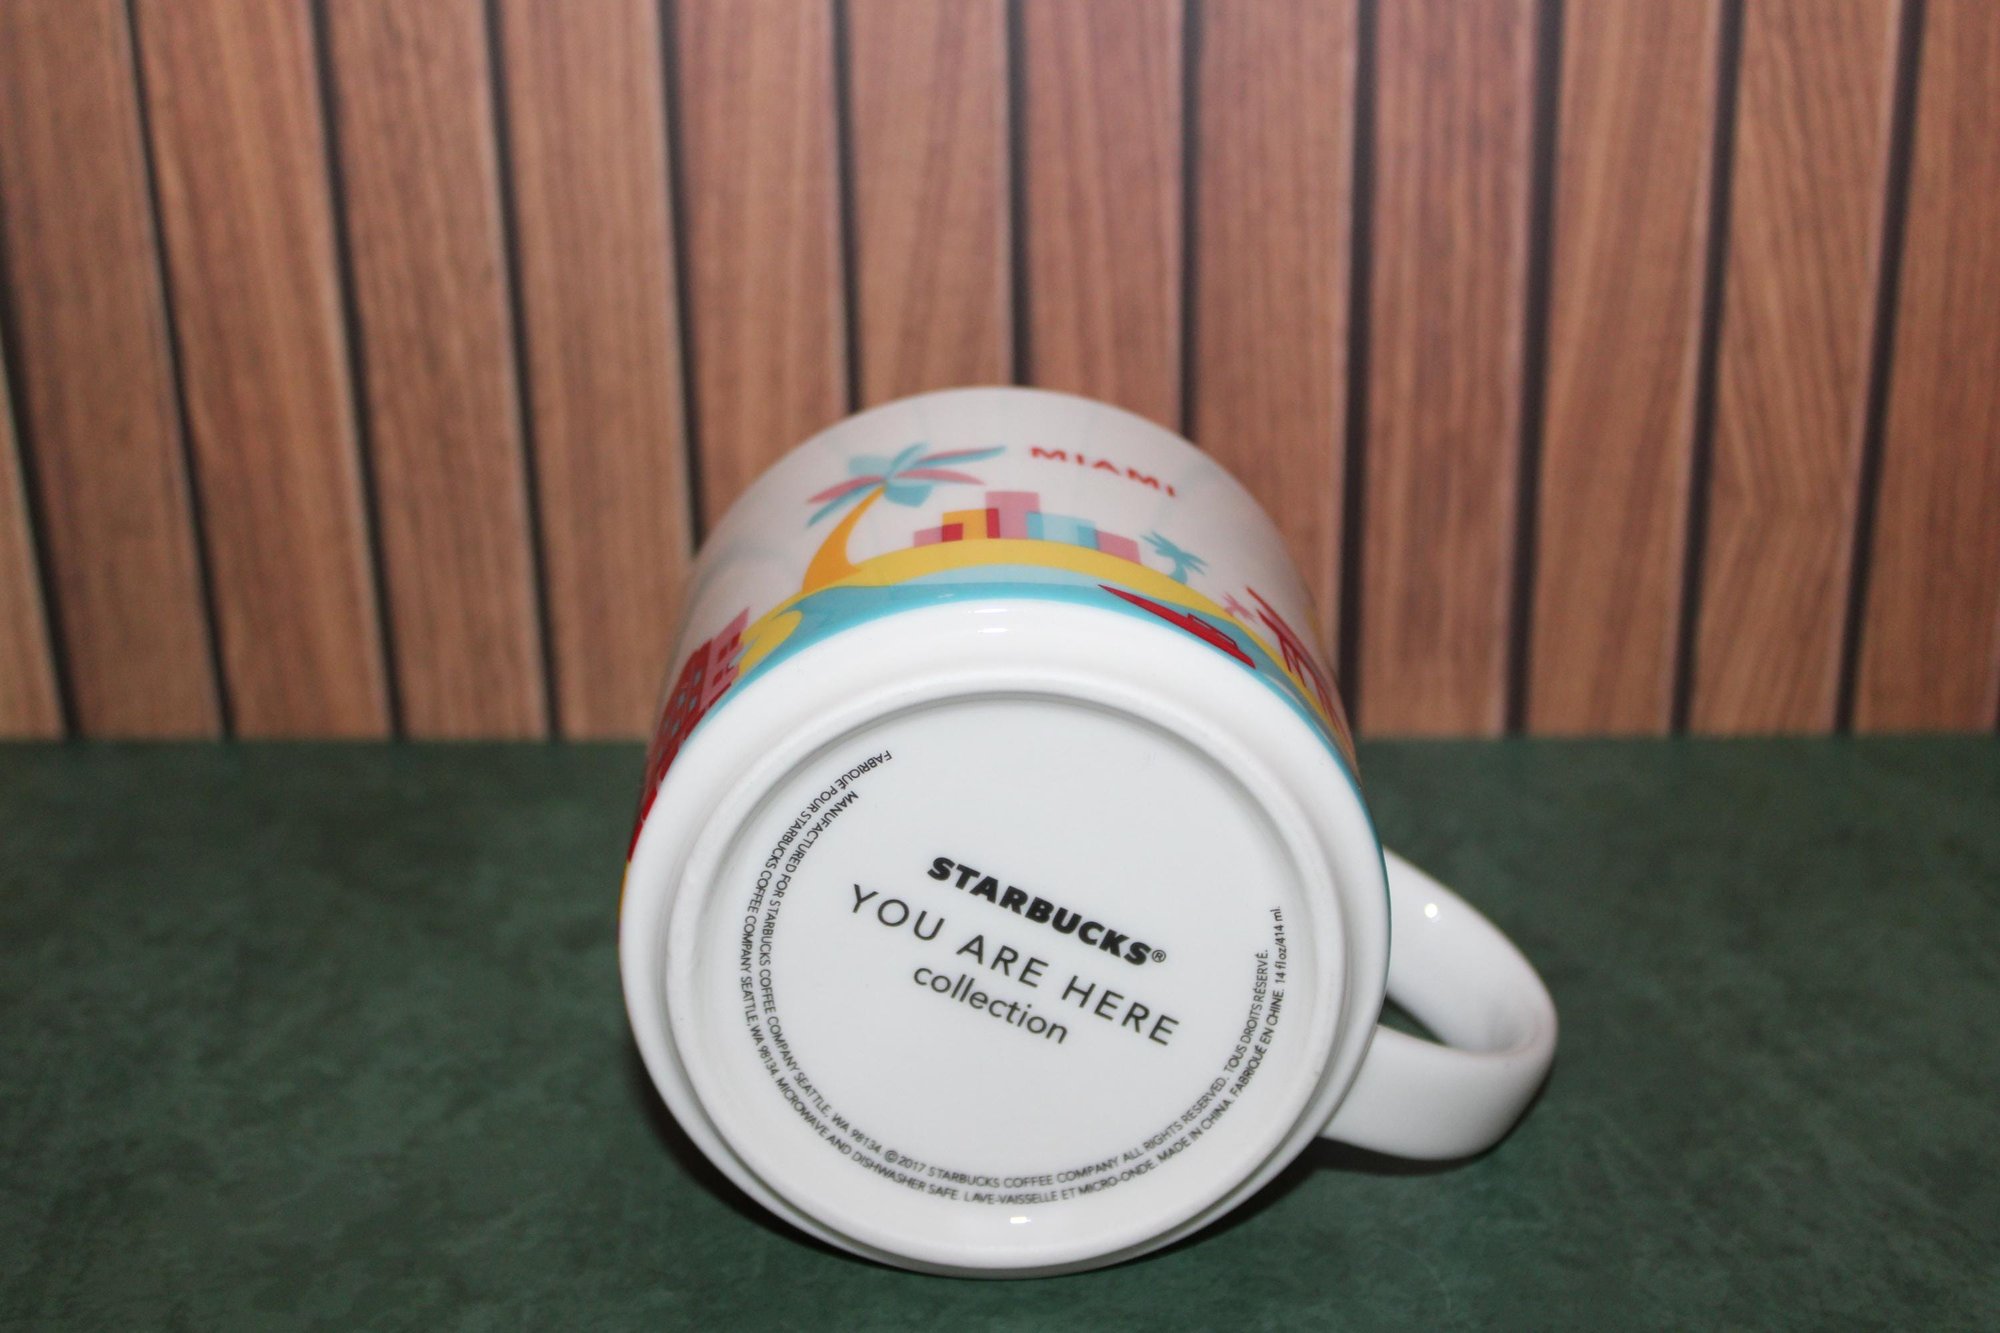 MIAMI
STARBUCKS®
YOU ARE HERE
collection
MANUFACTURED FOR STARBUCKS COFFEE COMPANY SEATTLE, WA 98134. ©2017 STARBUCKS COFFEE COMPANY ALL RIGHTS RESERVED. TOUS DROITS RÉSERVÉ.
FABRIQUÉ POUR STARBUCKS COFFEE COMPANY SEATTLE, WA 98134. MICROWAVE AND DISHWASHER SAFE. LAVE-VAISSELLE ET MICRO-ONDE. MADE IN CHINA. FABRIQUÉ EN CHINE. 14 fl oz/414 ml.